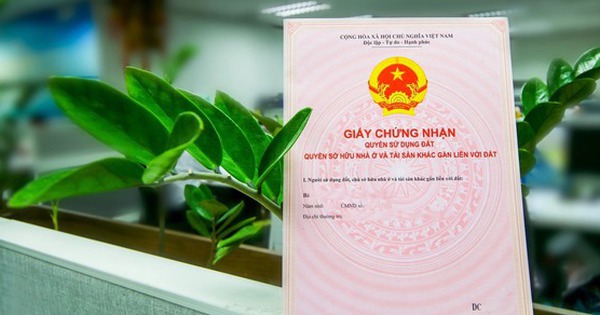 CỘNG HÒA XÃ HỘI CHỦ NGHĨA VIỆT NAM
Độc lập - Tự do - Hạnh phúc
GIẤY CHỨNG NHẬN
QUYỀN SỬ DỤNG ĐẤT
QUYỀN SỞ HỮU NHÀ Ở VÀ TÀI SẢN KHÁC GẮN LIỀN VỚI ĐẤT
I. Người sử dụng đất, chủ sở hữu nhà ở và tài sản khác gắn liền với đất:
Năm sinh: CMND số:
Địa chỉ thường trú:
DC